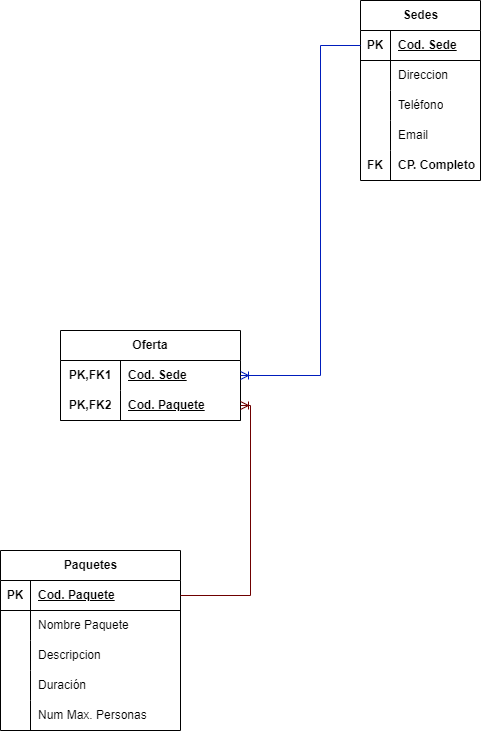 Sedes
PK Cod. Sede
Direccion
Teléfono
Email
FK CP. Completo
Oferta
PK,FK1 Cod. Sede
PK,FK2 Cod. Paquete
Paquetes
PK Cod. Paquete
Nombre Paquete
Descripcion
Duración
Num Max. Personas